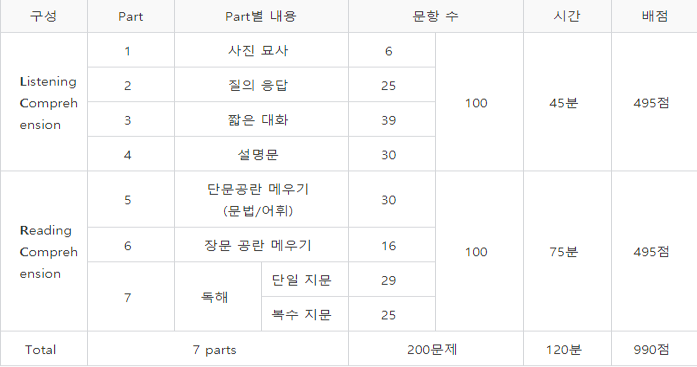 구성 Part Part별 내용 문항 수 시간 배점
Listening
Compreh
ension
1 사진 묘사 6
2 질의 응답 25
3 짧은 대화 39
4 설명문 30
100 45분 495점
Reading
Compreh
ension
5 단문공란 메우기
(문법/어휘) 30
6 장문 공란 메우기 16
7 독해 단일 지문 29
복수 지문 25
100 75분 495점
Total 7 parts 200문제 120분 990점